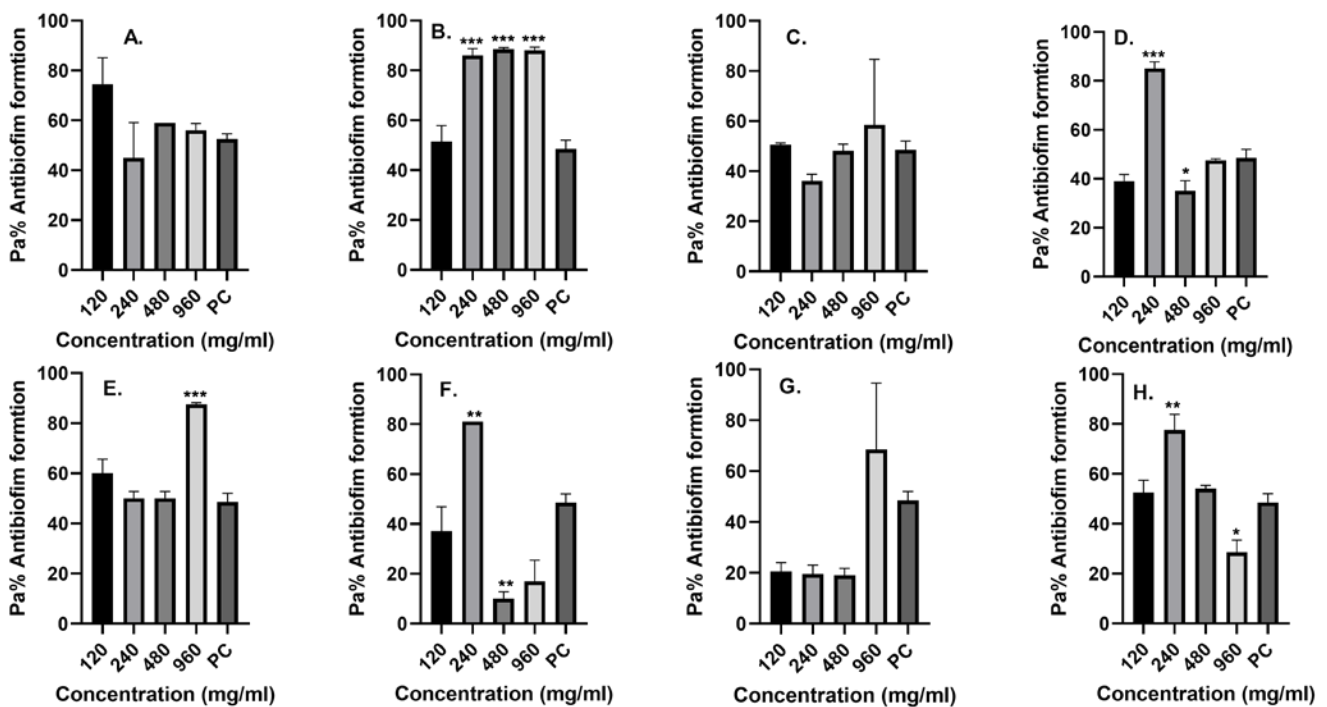 A.
Pa% Antibiofim formtion
100
80
60
40
20
0
120
240
480
960
PC
Concentration (mg/ml)
B.
***
***
***
Pa% Antibiofim formtion
100
80
60
40
20
0
120
240
480
960
PC
Concentration (mg/ml)
C.
Pa% Antibiofim formtion
100
80
60
40
20
0
120
240
480
960
PC
Concentration (mg/ml)
D.
***
*
Pa% Antibiofim formtion
100
80
60
40
20
0
120
240
480
960
PC
Concentration (mg/ml)
E.
***
Pa% Antibiofim formtion
100
80
60
40
20
0
120
240
480
960
PC
Concentration (mg/ml)
F.
**
**
Pa% Antibiofim formtion
100
80
60
40
20
0
120
240
480
960
PC
Concentration (mg/ml)
G.
Pa% Antibiofim formtion
100
80
60
40
20
0
120
240
480
960
PC
Concentration (mg/ml)
H.
**
*
Pa% Antibiofim formtion
100
80
60
40
20
0
120
240
480
960
PC
Concentration (mg/ml)